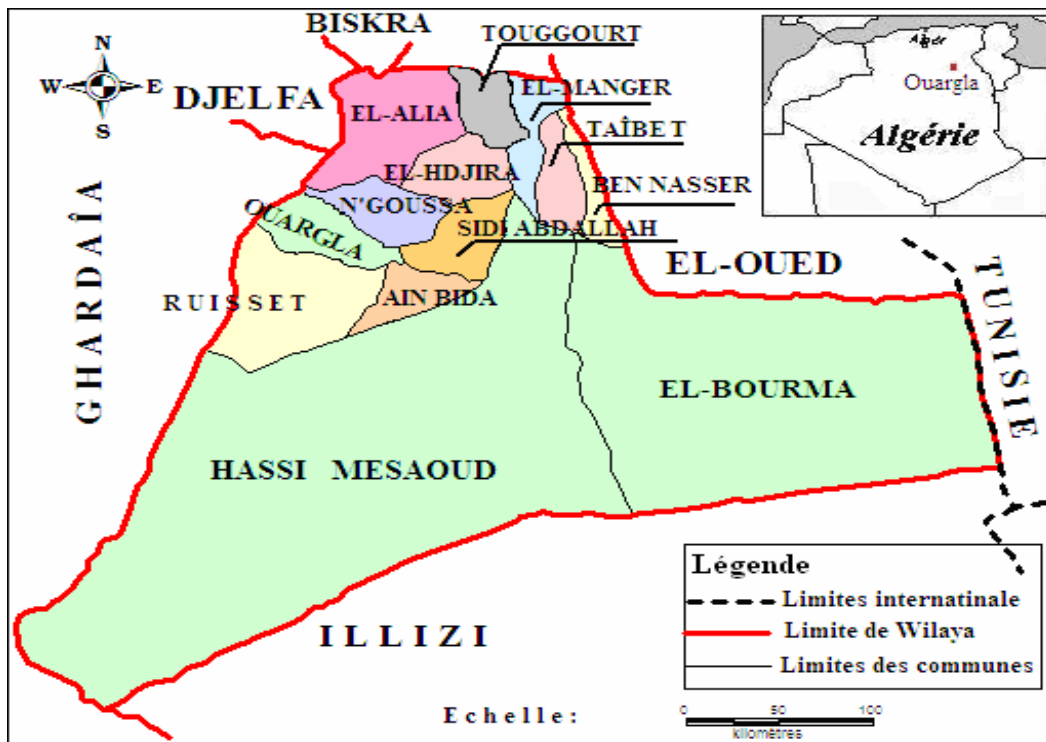 BISKRA
TOUGGOURT
N
W E
S
DJELFA
EL-MANGER
EL-ALIA
TAÎBET
EL-HDJIRA
BEN NASSER
N'GOUSSA
OUARGLA
SIDI ABDALLAH
GHARDAÎA
EL-OUED
RUISSET
AIN BIDA
TUNISIE
EL-BOURMA
HASSI MESAOUD
ILLIZI
Alger
Ouargla
Algérie
Légende
Limites internatinale
Limite de Wilaya
Limites des communes
Echelle:
0 50 100
kilomètres